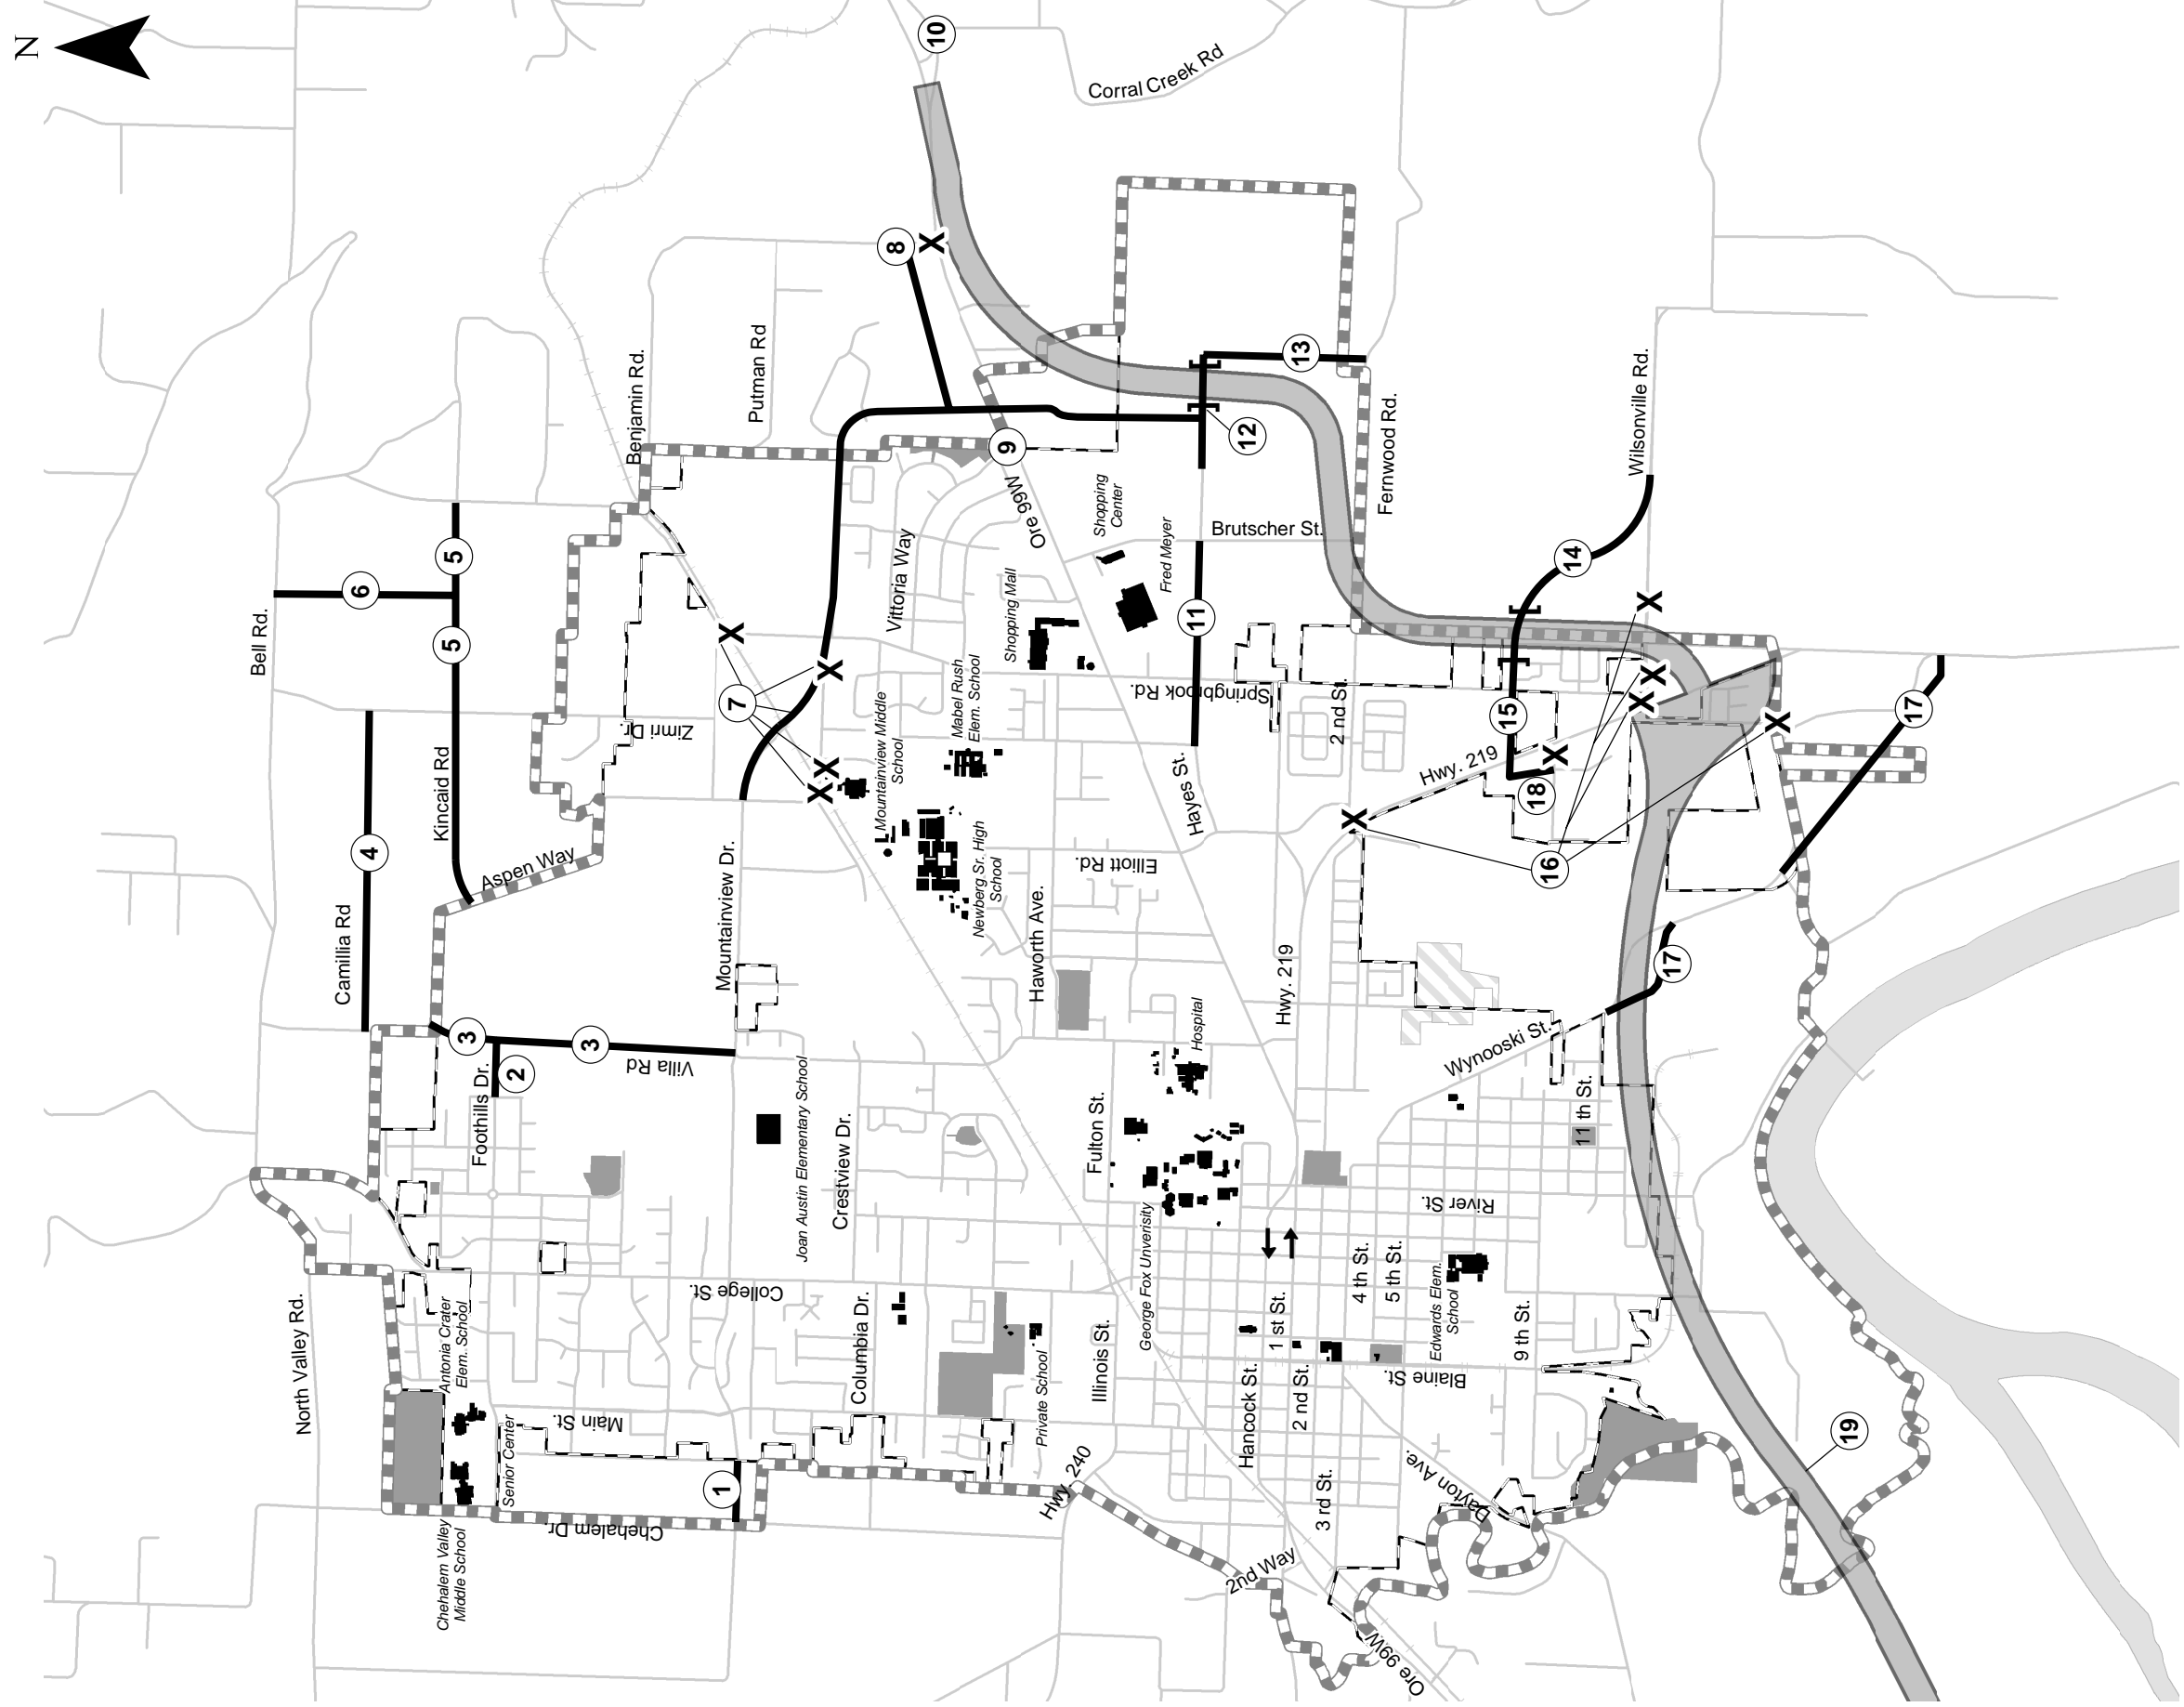 N
10
Corral Creek Rd
8
Benjamin Rd.
Putman Rd
13
12
9
Ore 99W
Fernwood Rd.
Wilsonville Rd.
Shopping
Center
Brutscher St.
Fred Meyer
Vittoria Way
Shopping Mall
14
5
6
5
Bell Rd.
11
X
X
X
X
X
X
X
X
X
X
X
7
Zimri Dr.
Mabel Rush
Elem. School
Mountainview Middle
School
Springbrook Rd.
2 nd St.
15
17
Hwy. 219
18
Kincaid Rd
4
Aspen Way
Camillia Rd
Mountainview Dr.
Newberg Sr. High
School
Hayes St.
Elliott Rd.
16
Haworth Ave.
Hwy. 219
17
3
3
2
Foothills Dr.
Villa Rd
Joan Austin Elementary School
Crestview Dr.
Hospital
Fulton St.
Wynooski St.
11 th St.
River St.
George Fox Unverisity
College St.
North Valley Rd.
Antonia Crater
Elem. School
Columbia Dr.
Private School
Illinois St.
Hancock St.
1 st St.
2 nd St.
4 th St.
5 th St.
Edwards Elem.
School
9 th St.
Blaine St.
Main St.
Senior Center
1
Chehalem Dr.
Chehalem Valley
Middle School
Hwy. 240
3 rd St.
Dayton Ave.
2nd Way
Ore 99W
19